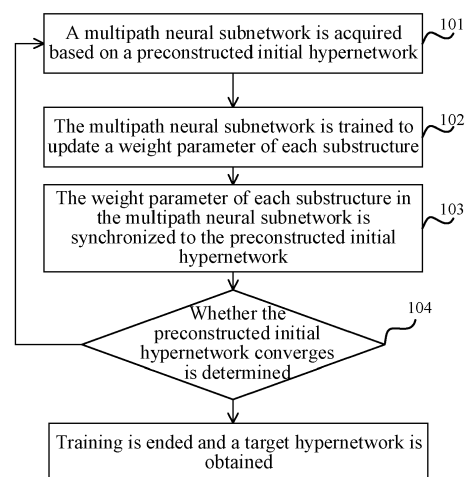 A multipath neural subnetwork is acquired
based on a preconstructed initial hypernetwork
101
The multipath neural subnetwork is trained to
update a weight parameter of each substructure
102
The weight parameter of each substructure in
the multipath neural subnetwork is
synchronized to the preconstructed initial
hypernetwork
103
Whether the
preconstructed initial
hypernetwork converges
is determined
104
Training is ended and a target hypernetwork is
obtained